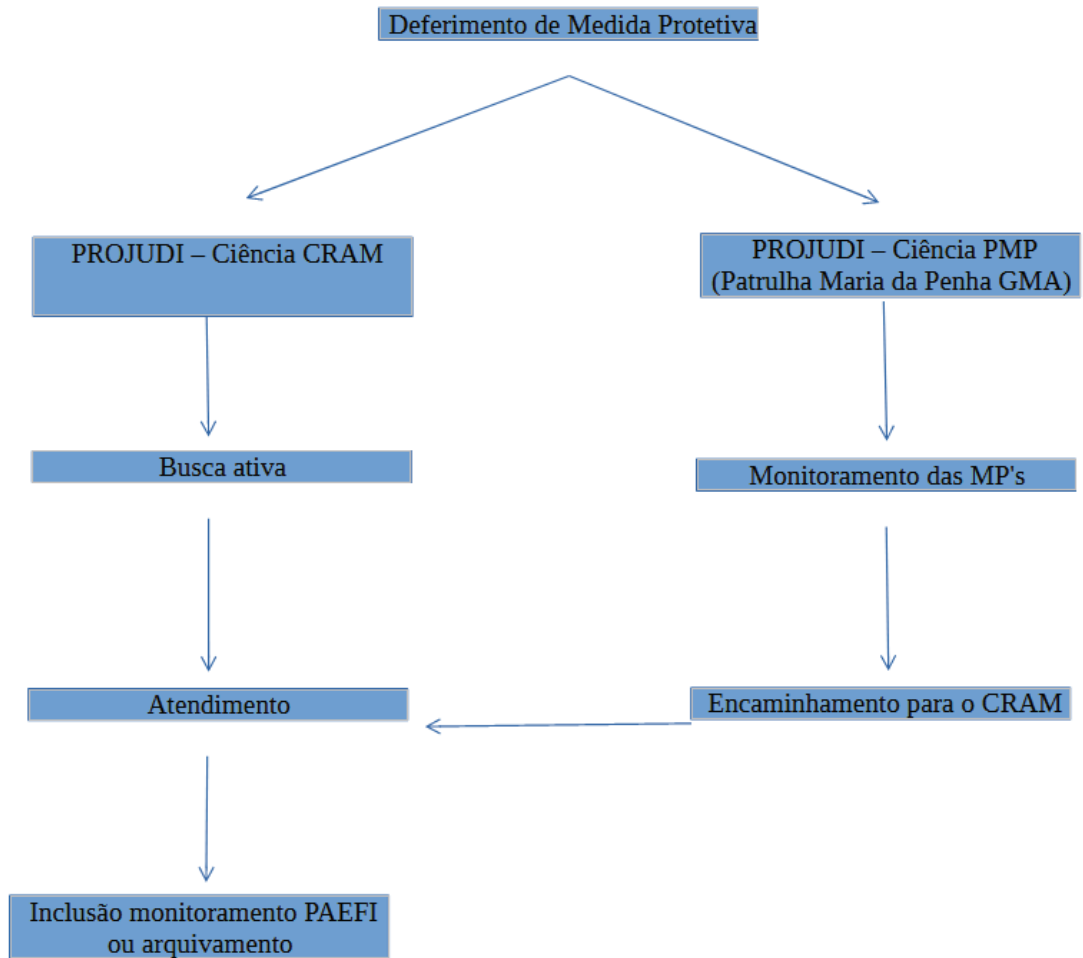 Deferimento de Medida Protetiva
PROJUDI – Ciência CRAM
PROJUDI – Ciência PMP
(Patrulha Maria da Penha GMA)
Busca ativa
Monitoramento das MP's
Atendimento
Encaminhamento para o CRAM
Inclusão monitoramento PAEFI
ou arquivamento